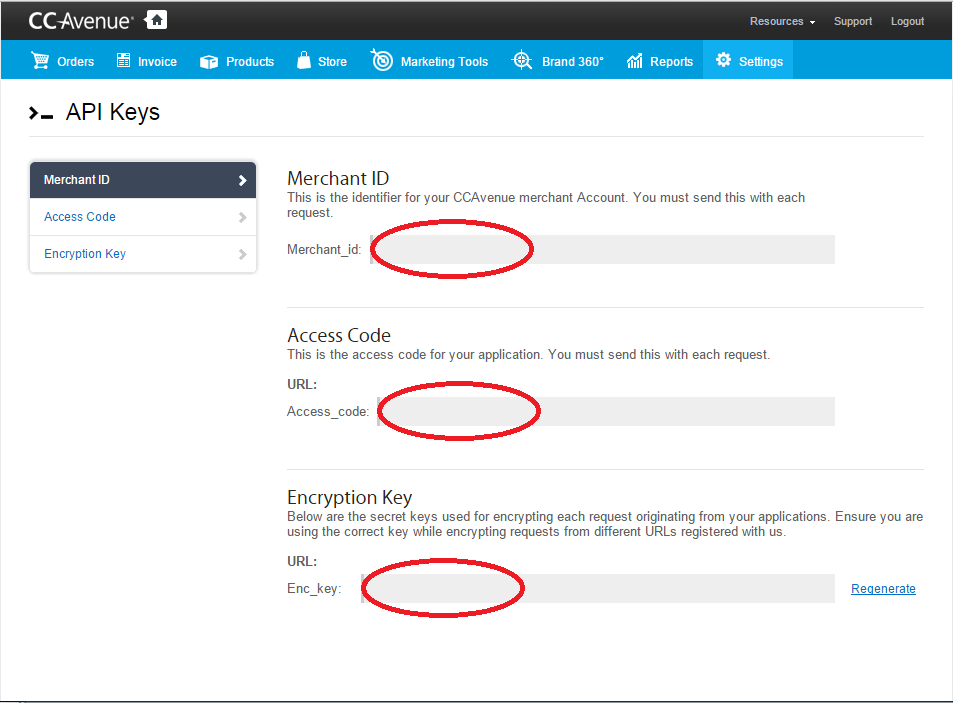 CCAvenue
Resources Support Logout
Orders Invoice Products Store Marketing Tools Brand 360° Reports Settings
API Keys
Merchant ID
Access Code
Encryption Key
Merchant ID
This is the identifier for your CCAvenue merchant Account. You must send this with each
request.
Merchant_id:
Access Code
This is the access code for your application. You must send this with each request.
URL:
Access_code:
Encryption Key
Below are the secret keys used for encrypting each request originating from your applications. Ensure you are
using the correct key while encrypting requests from different URLs registered with us.
URL:
Enc_key:
Regenerate